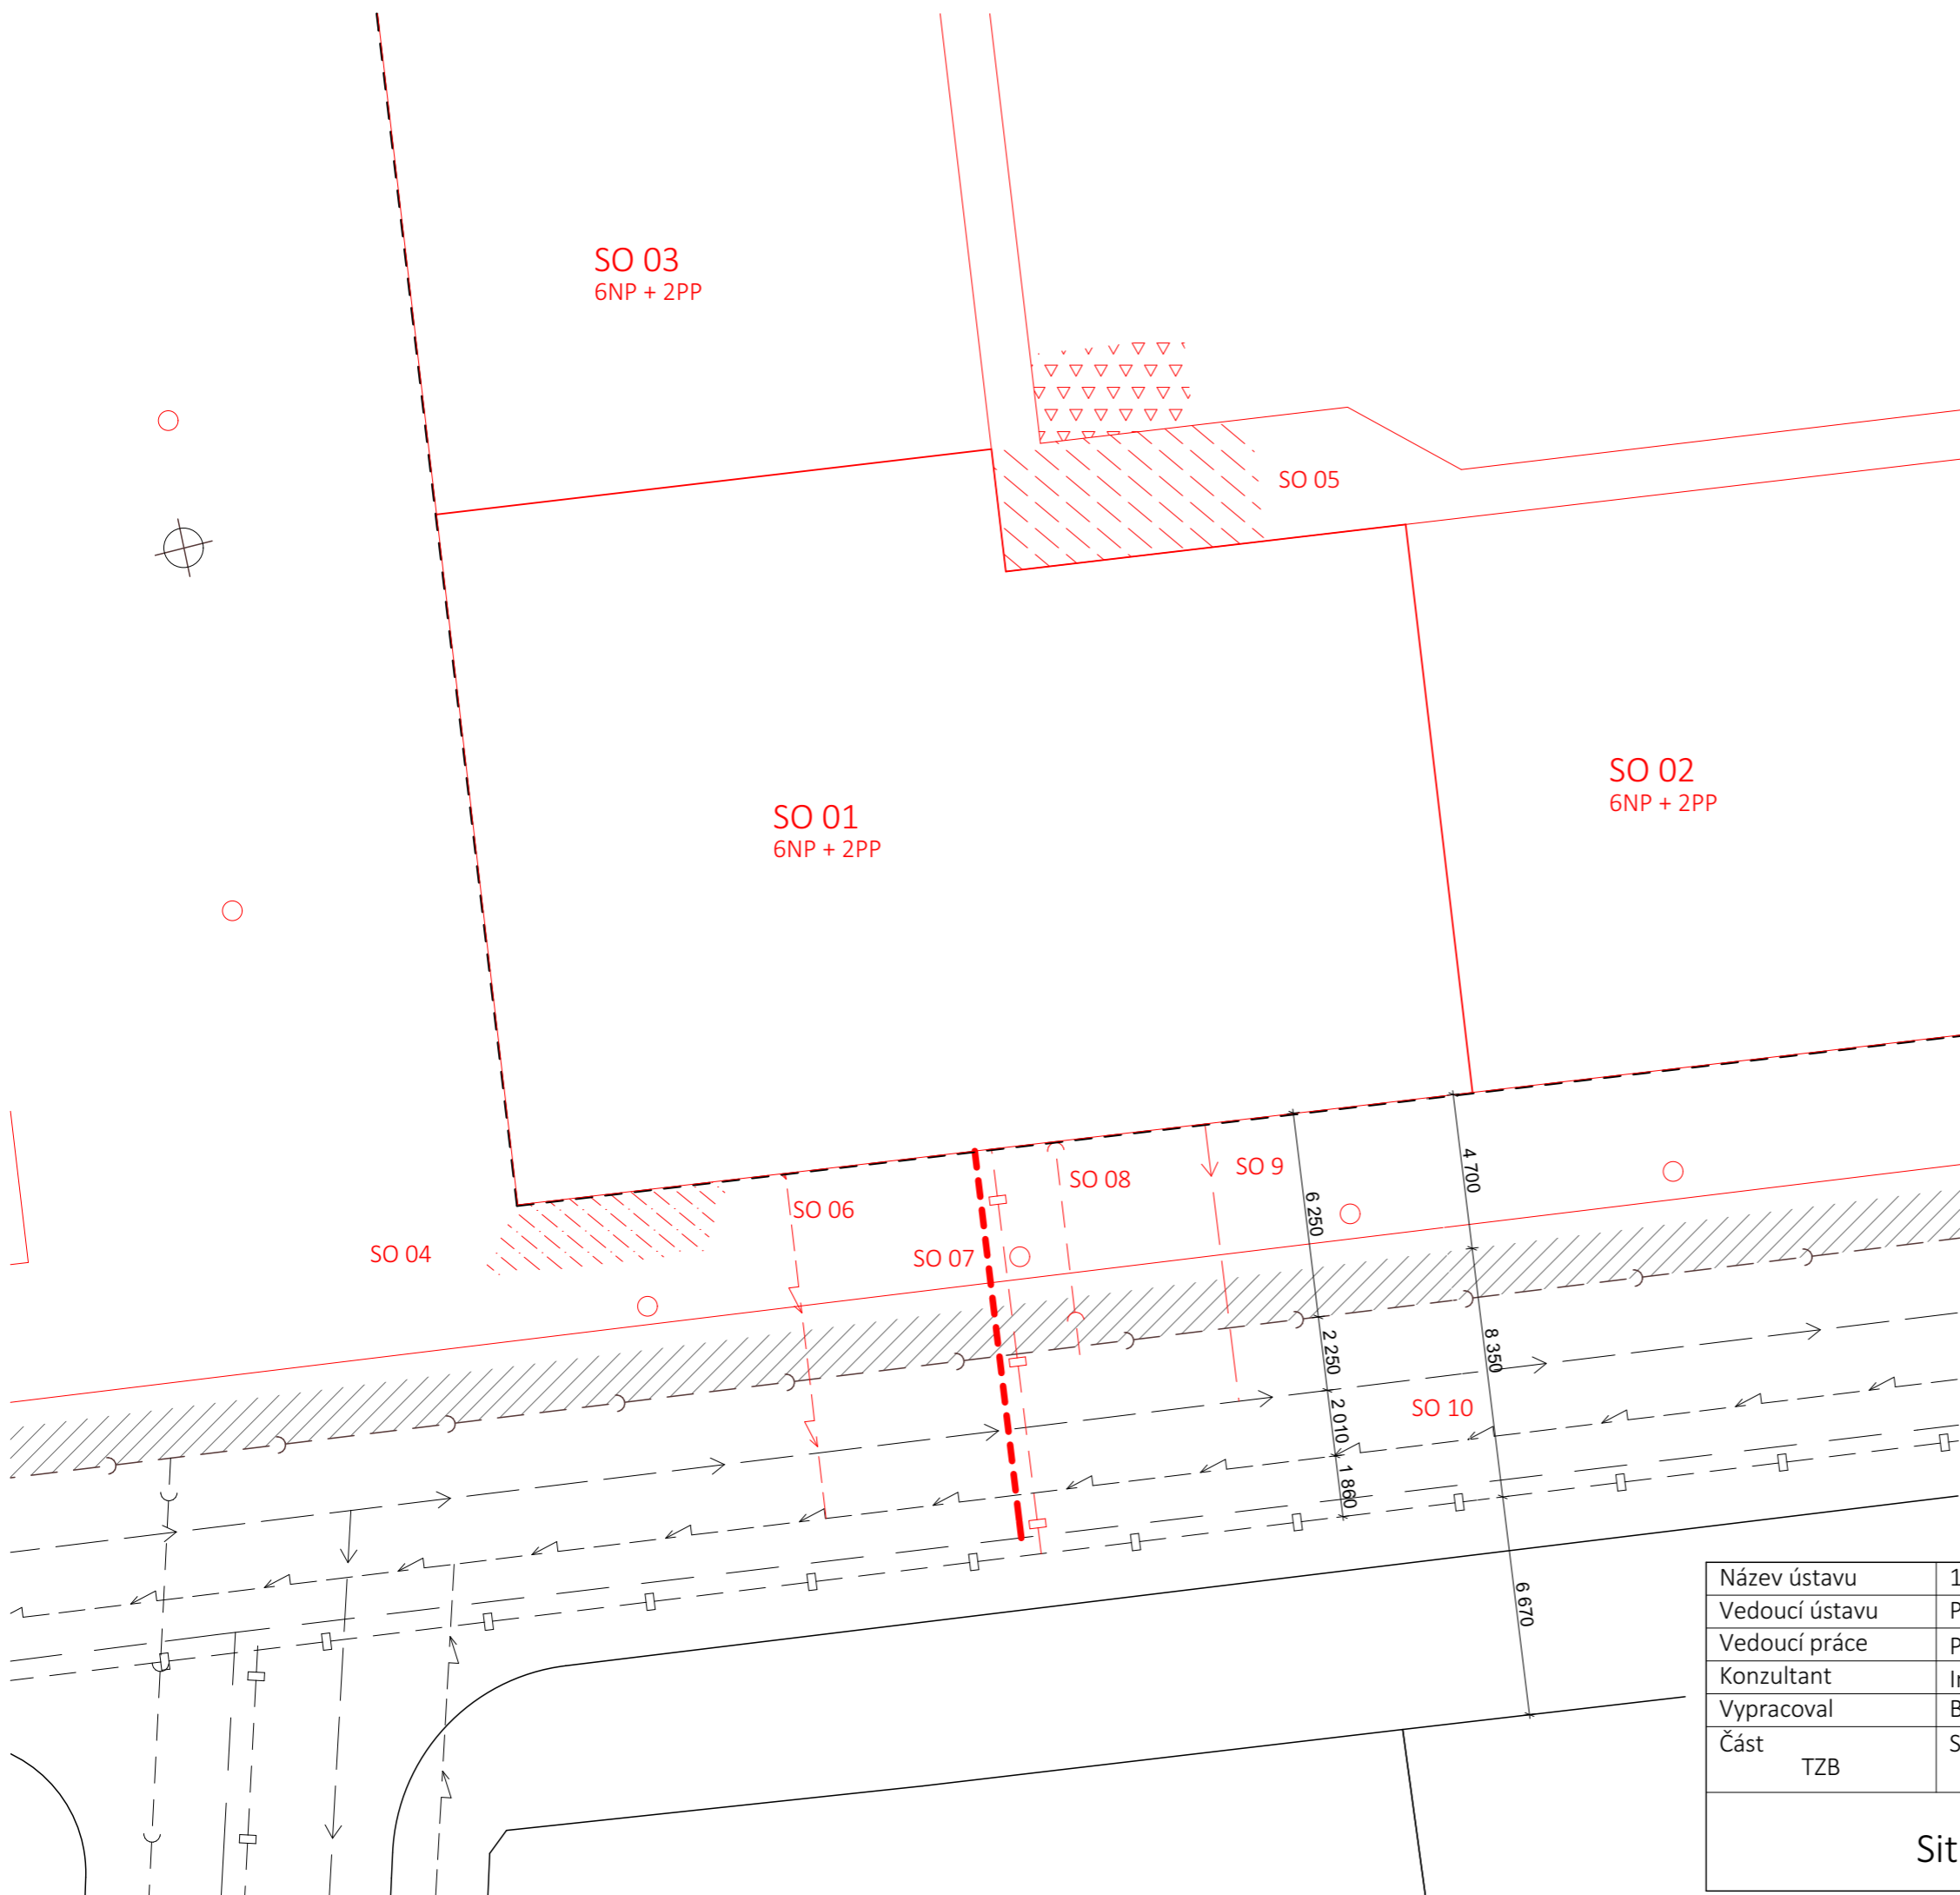 SO 03
6NP + 2PP
SO 05
SO 02
6NP + 2PP
SO 01
6NP + 2PP
SO 04
SO 06
SO 07
SO 08
SO 9
SO 10
6 250
2 250
2 010
1 860
4 700
8 350
6 670
Název ústavu 1
Vedoucí ústavu P
Vedoucí práce P
Konzultant
Vypracoval B
Část S
TZB
Sit